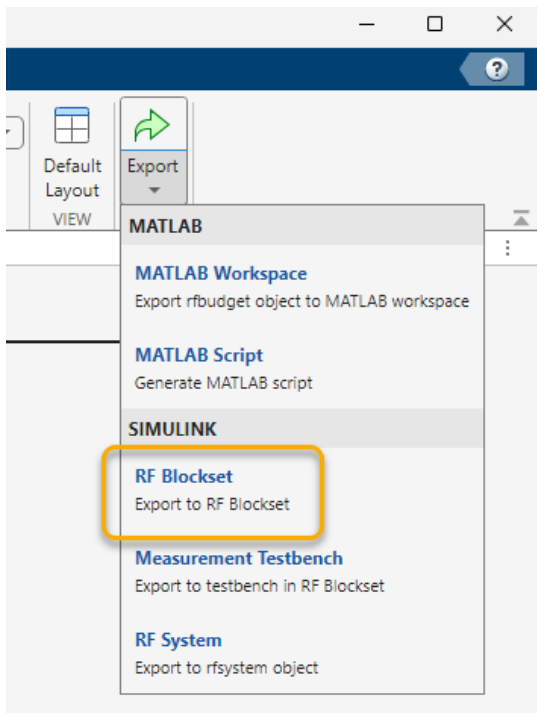 ?
Default
Layout
VIEW
Export
MATLAB
MATLAB Workspace
Export rfbudget object to MATLAB workspace
MATLAB Script
Generate MATLAB script
SIMULINK
RF Blockset
Export to RF Blockset
Measurement Testbench
Export to testbench in RF Blockset
RF System
Export to rfsystem object